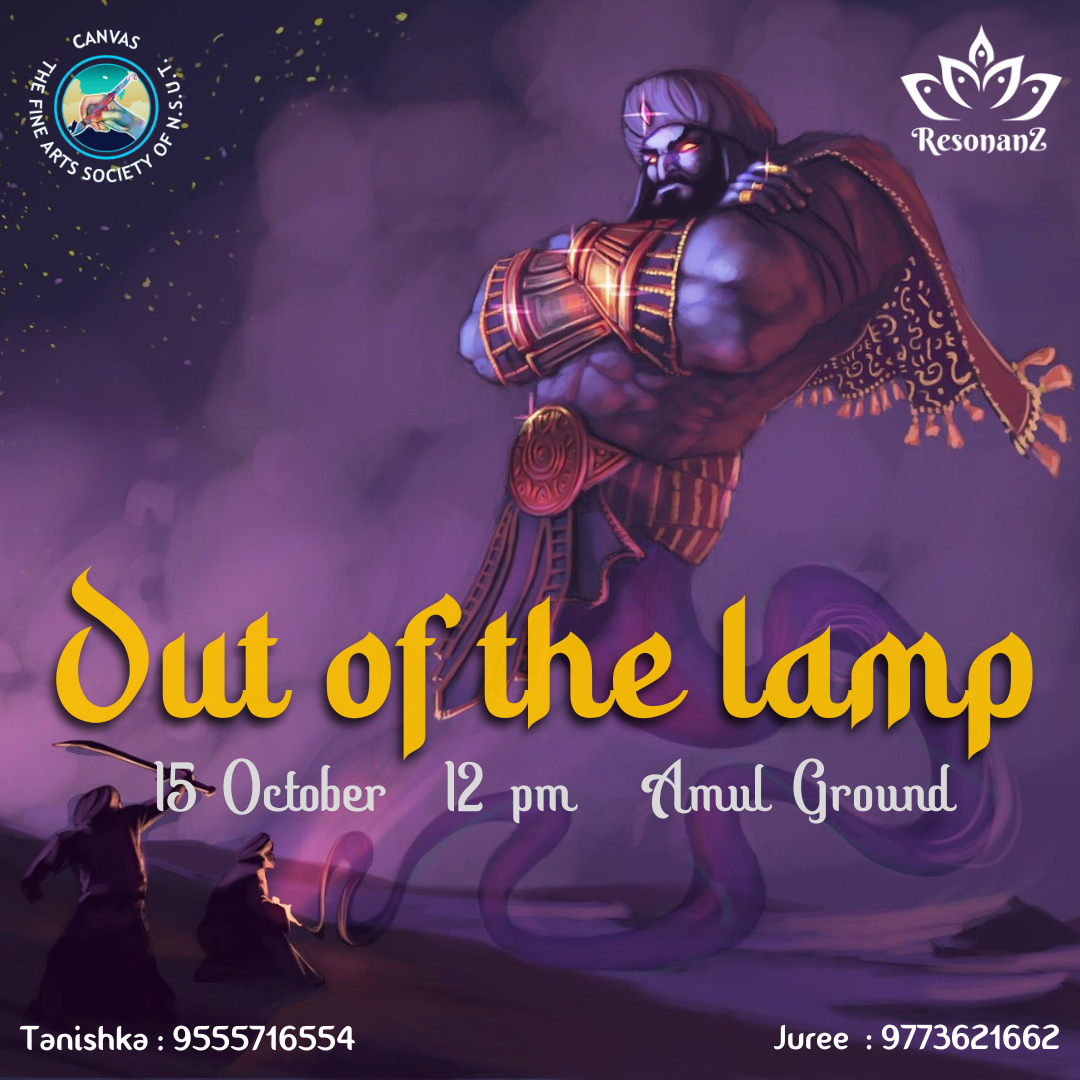 CANVAS
THE FINE ARTS SOCIETY OF N.S.U.T.
ResonanZ
Out of the lamp
15 October 12 pm Amul Ground
Tanishka : 9555716554
Juree : 9773621662